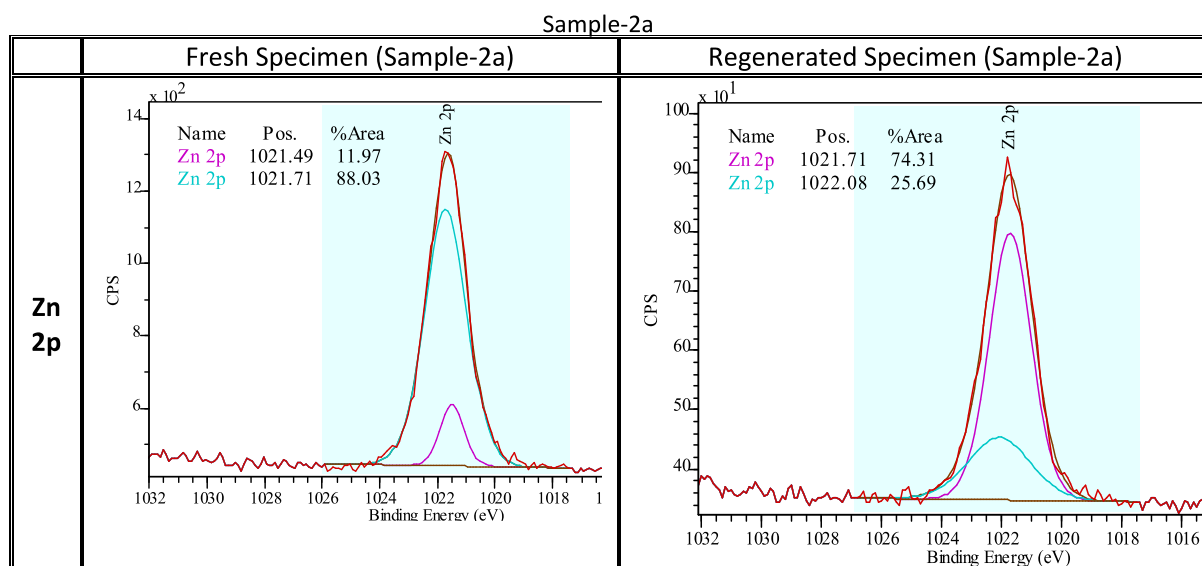 Sample-2a
Fresh Specimen (Sample-2a)
Regenerated Specimen (Sample-2a)
Zn
2p
x 10²
14
12
10
8
6
CPS
Name Pos. %Area
Zn 2p 1021.49 11.97
Zn 2p 1021.71 88.03
Zn 2p
1032 1030 1028 1026 1024 1022 1020 1018 1
Binding Energy (eV)
x 10¹
100
90
80
70
60
50
40
CPS
Name Pos. %Area
Zn 2p 1021.71 74.31
Zn 2p 1022.08 25.69
Zn 2p
1032 1030 1028 1026 1024 1022 1020 1018 1016
Binding Energy (eV)